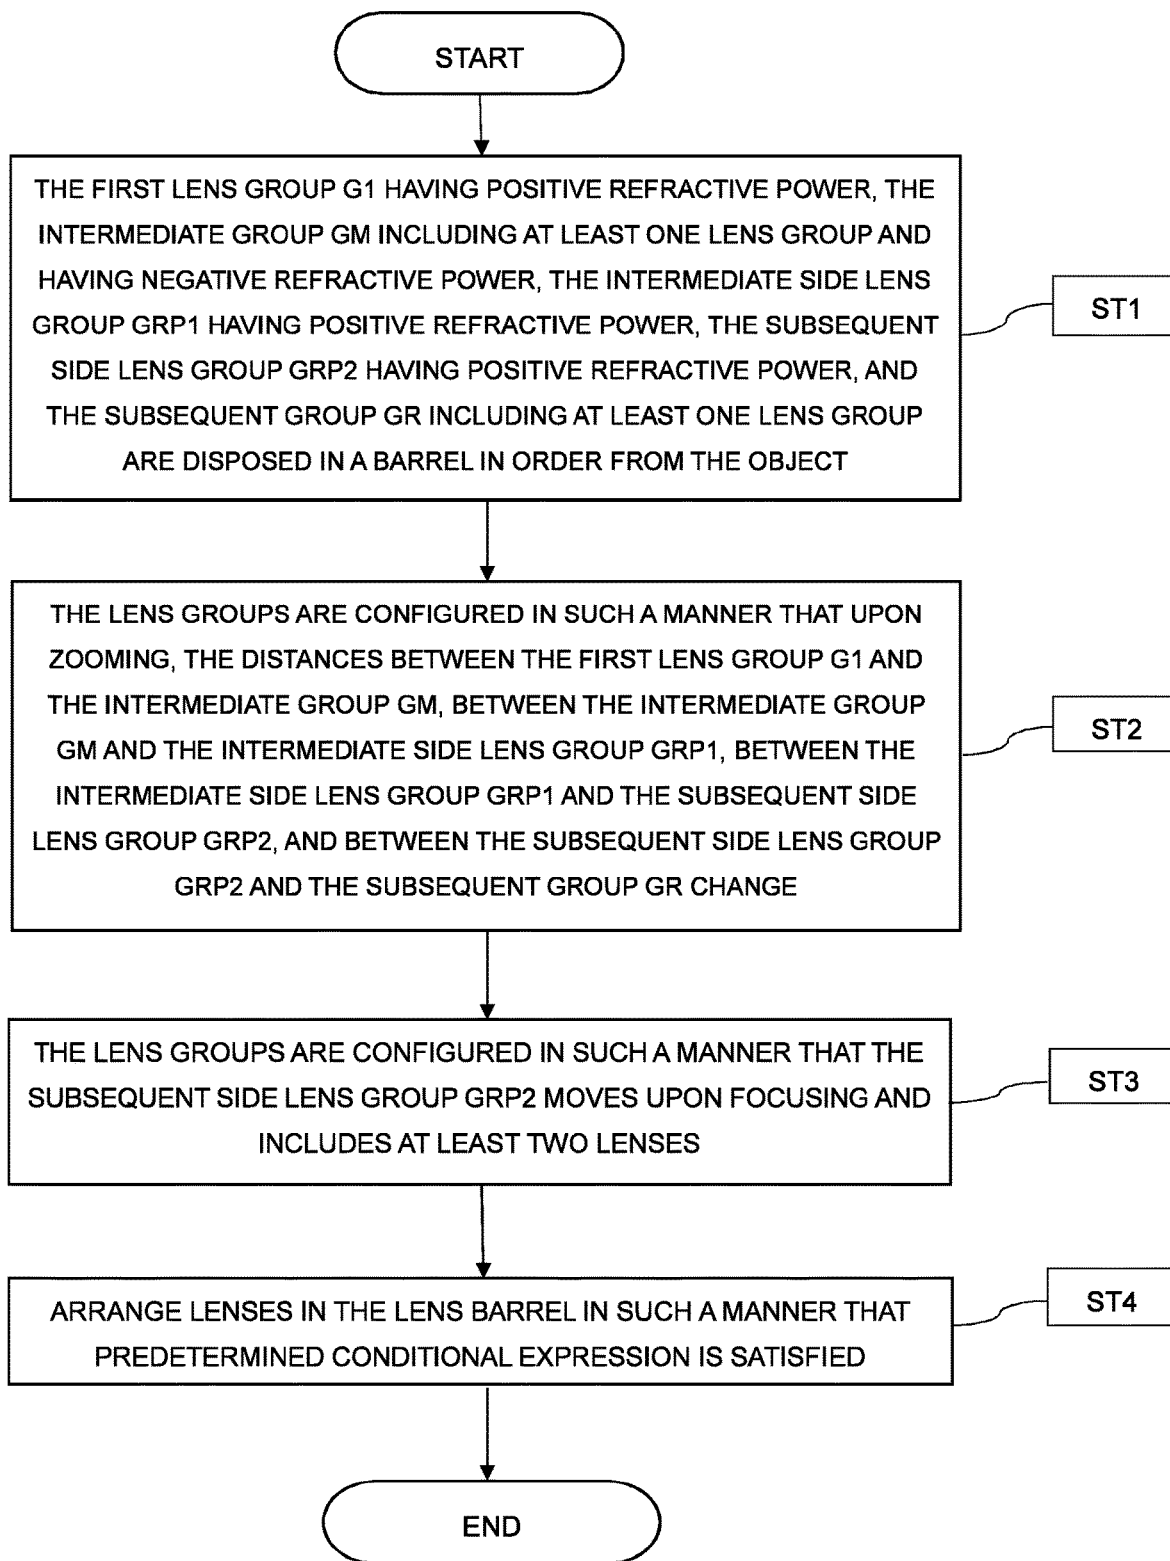 START
THE FIRST LENS GROUP G1 HAVING POSITIVE REFRACTIVE POWER, THE
INTERMEDIATE GROUP GM INCLUDING AT LEAST ONE LENS GROUP AND
HAVING NEGATIVE REFRACTIVE POWER, THE INTERMEDIATE SIDE LENS
GROUP GRP1 HAVING POSITIVE REFRACTIVE POWER, THE SUBSEQUENT
SIDE LENS GROUP GRP2 HAVING POSITIVE REFRACTIVE POWER, AND
THE SUBSEQUENT GROUP GR INCLUDING AT LEAST ONE LENS GROUP
ARE DISPOSED IN A BARREL IN ORDER FROM THE OBJECT
ST1
THE LENS GROUPS ARE CONFIGURED IN SUCH A MANNER THAT UPON
ZOOMING, THE DISTANCES BETWEEN THE FIRST LENS GROUP G1 AND
THE INTERMEDIATE GROUP GM, BETWEEN THE INTERMEDIATE GROUP
GM AND THE INTERMEDIATE SIDE LENS GROUP GRP1, BETWEEN THE
INTERMEDIATE SIDE LENS GROUP GRP1 AND THE SUBSEQUENT SIDE
LENS GROUP GRP2, AND BETWEEN THE SUBSEQUENT SIDE LENS GROUP
GRP2 AND THE SUBSEQUENT GROUP GR CHANGE
ST2
THE LENS GROUPS ARE CONFIGURED IN SUCH A MANNER THAT THE
SUBSEQUENT SIDE LENS GROUP GRP2 MOVES UPON FOCUSING AND
INCLUDES AT LEAST TWO LENSES
ST3
ARRANGE LENSES IN THE LENS BARREL IN SUCH A MANNER THAT
PREDETERMINED CONDITIONAL EXPRESSION IS SATISFIED
ST4
END